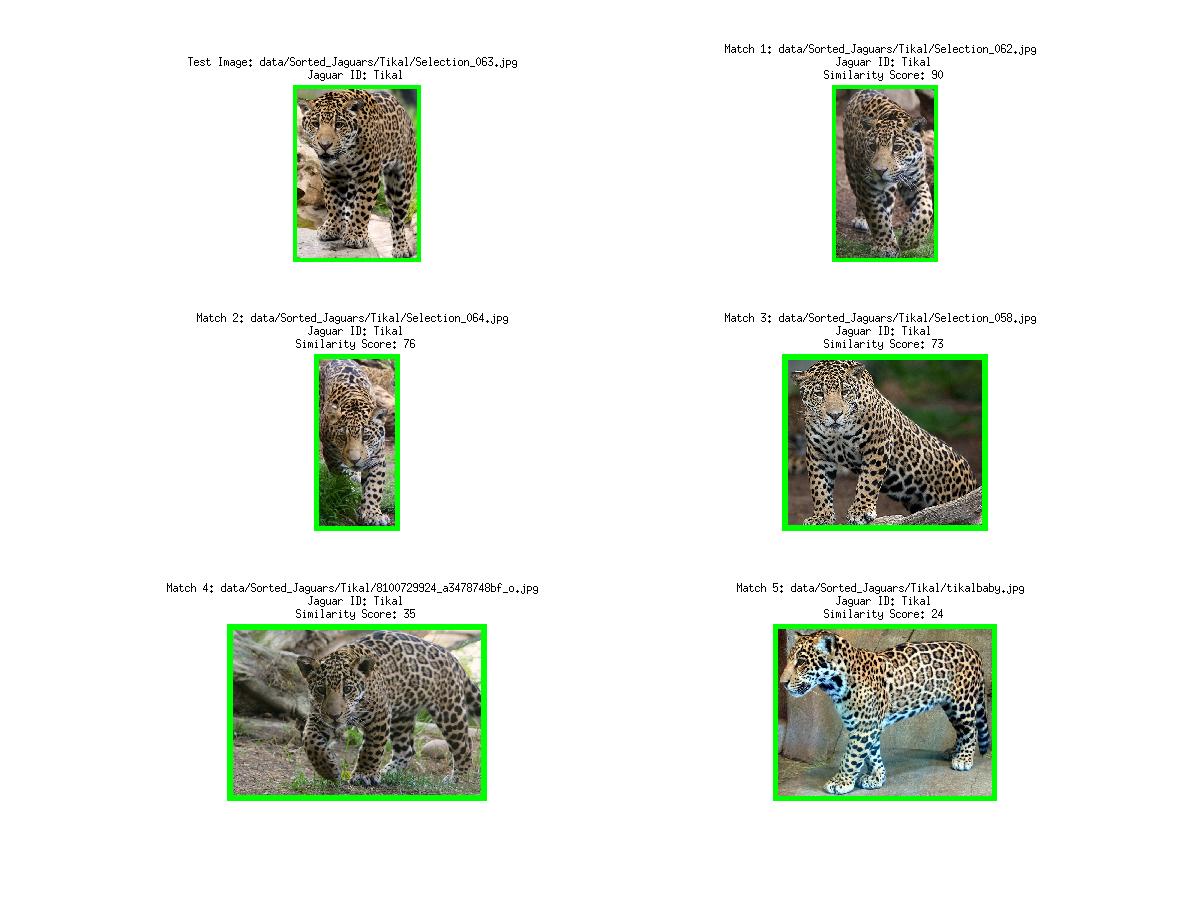 Test Image: data/Sorted_Jaguars/Tikal/Selection_063.jpg
Jaguar ID: Tikal
Match 1: data/Sorted_Jaguars/Tikal/Selection_062.jpg
Jaguar ID: Tikal
Similarity Score: 90
Match 2: data/Sorted_Jaguars/Tikal/Selection_064.jpg
Jaguar ID: Tikal
Similarity Score: 76
Match 3: data/Sorted_Jaguars/Tikal/Selection_058.jpg
Jaguar ID: Tikal
Similarity Score: 73
Match 4: data/Sorted_Jaguars/Tikal/8100729924_a3478748bf_o.jpg
Jaguar ID: Tikal
Similarity Score: 35
Match 5: data/Sorted_Jaguars/Tikal/tikalbaby.jpg
Jaguar ID: Tikal
Similarity Score: 24